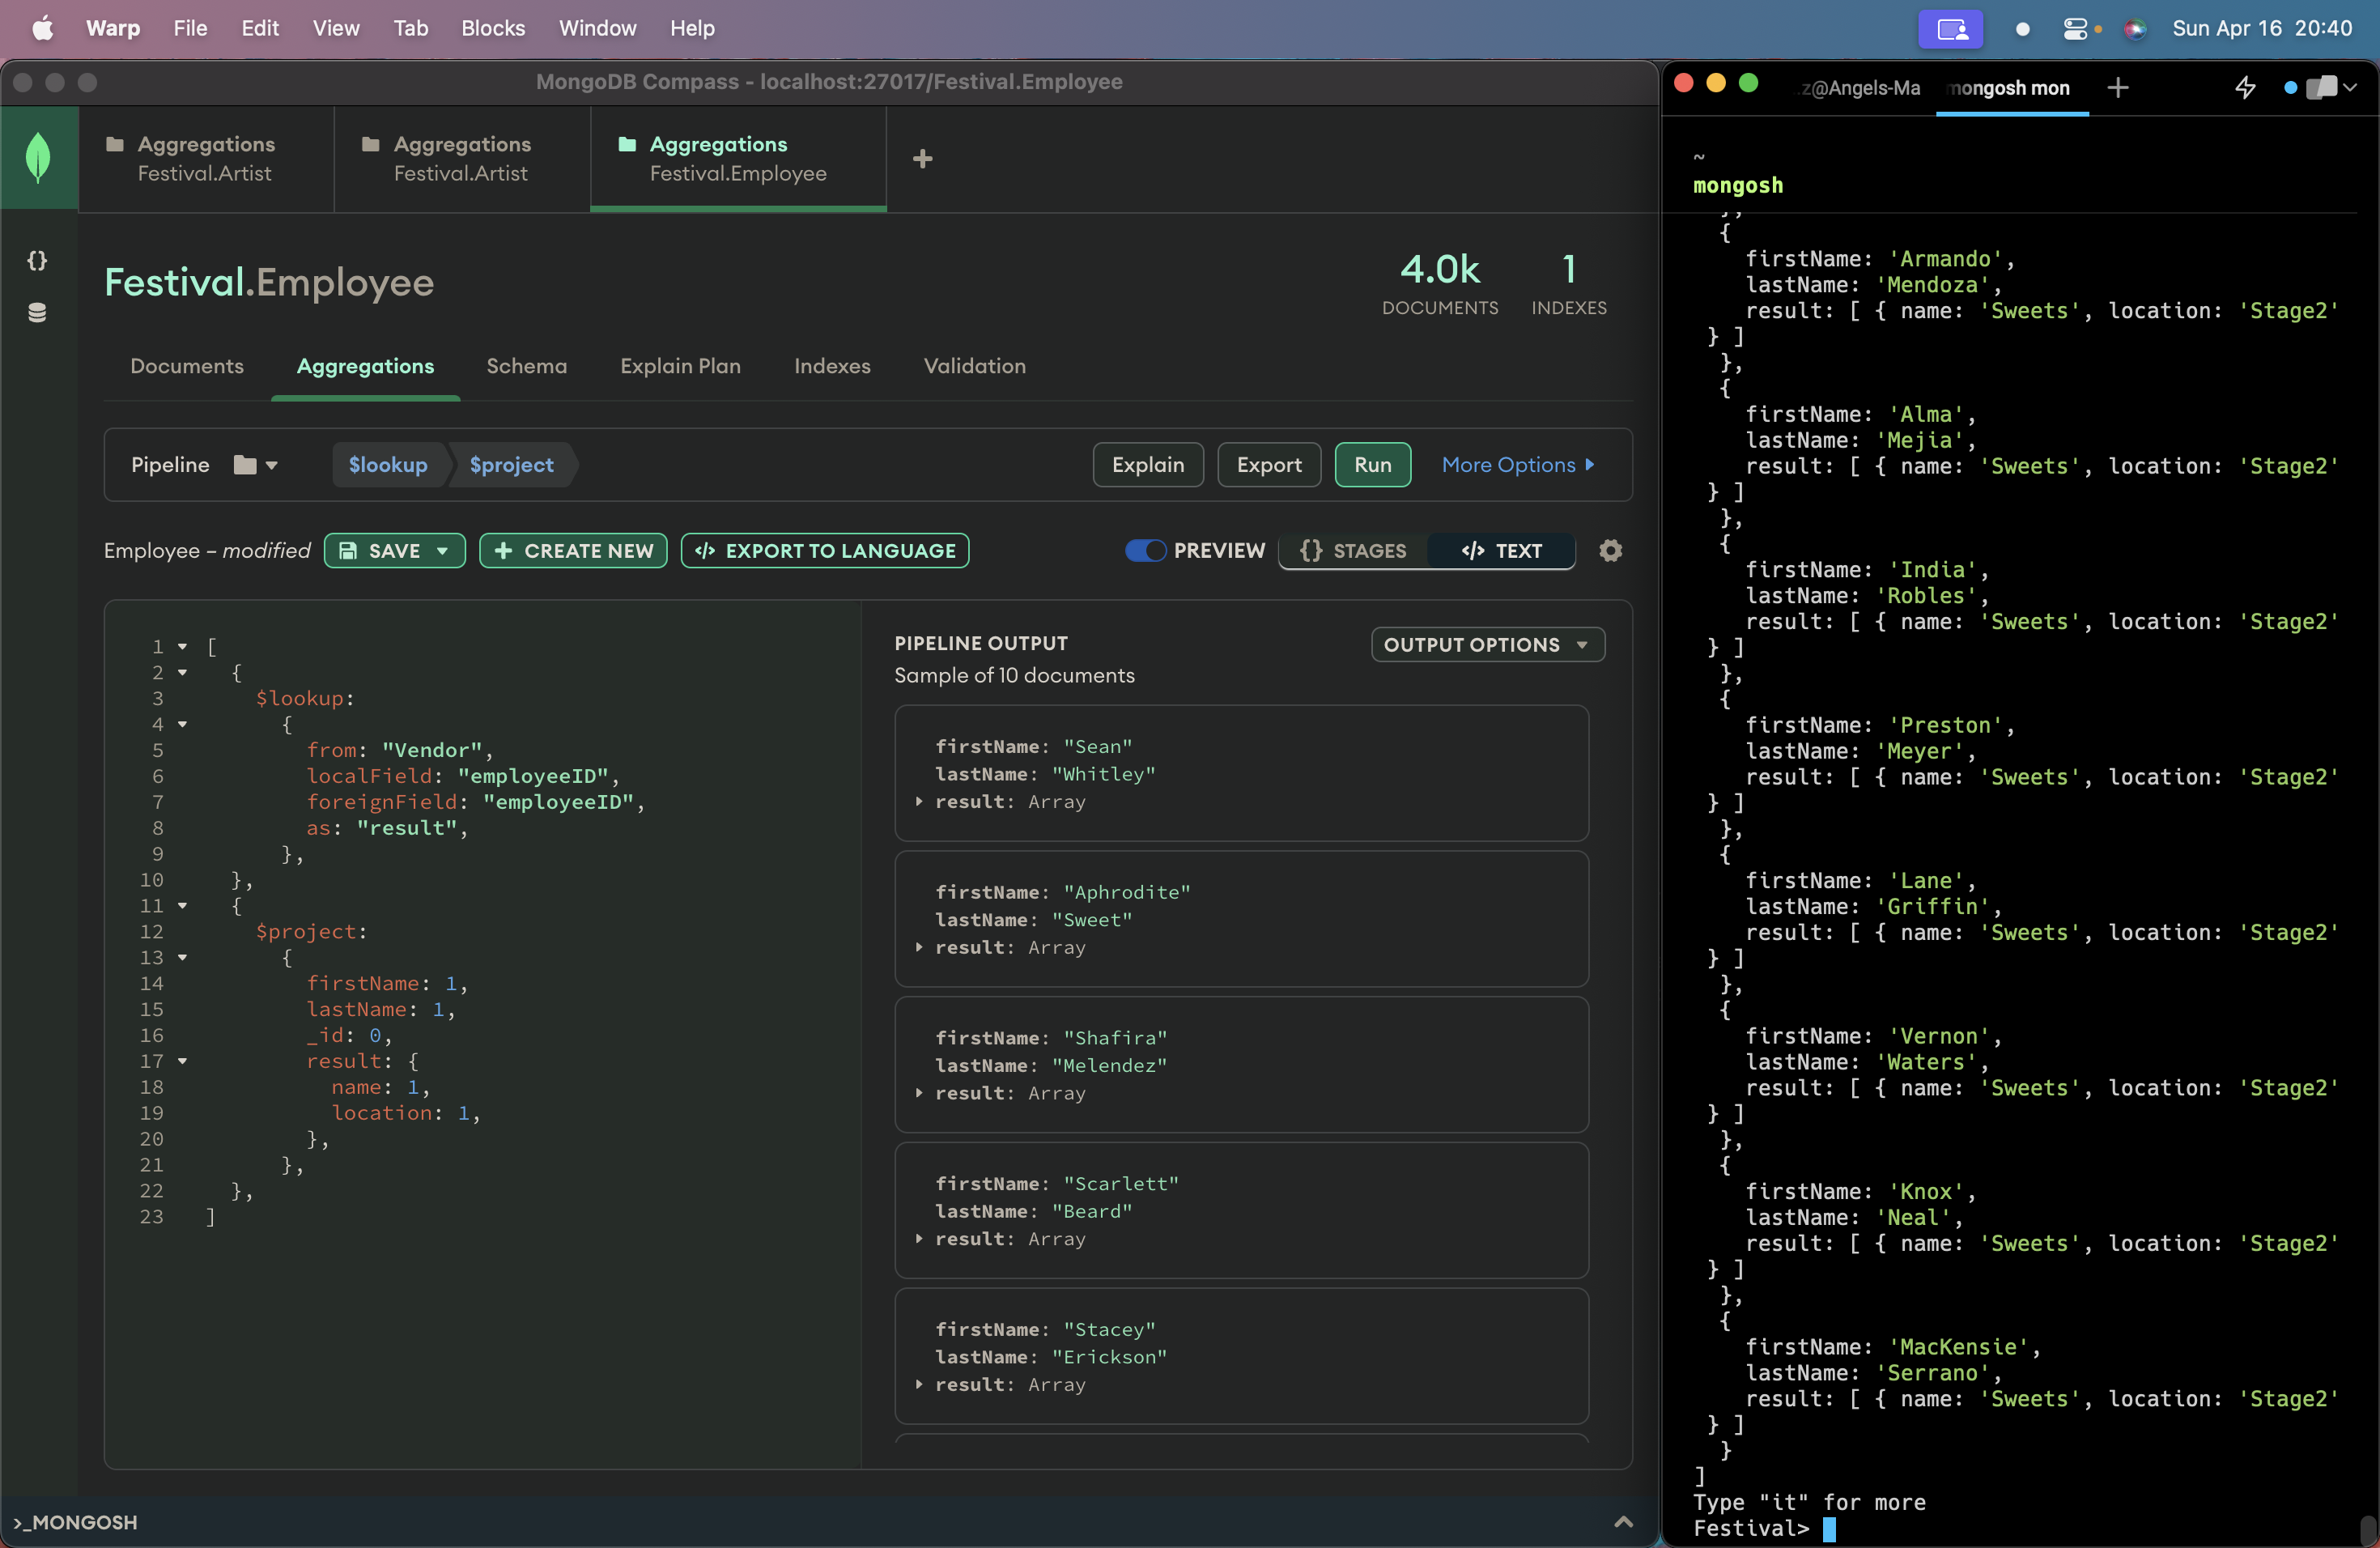 Warp File Edit View Tab Blocks Window Help
Sun Apr 16 20:40
MongoDB Compass - localhost:27017/Festival.Employee
Aggregations
Festival.Artist
Aggregations
Festival.Artist
Aggregations
Festival.Employee
Festival.Employee
4.0k
DOCUMENTS
1
INDEXES
Documents Aggregations Schema Explain Plan Indexes Validation
Pipeline $lookup $project Explain Export Run More Options
Employee – modified SAVE CREATE NEW </> EXPORT TO LANGUAGE PREVIEW {} STAGES </> TEXT
1 [
2 {
3 $lookup:
4 {
5 from: "Vendor",
6 localField: "employeeID",
7 foreignField: "employeeID",
8 as: "result",
9 },
10 },
11 {
12 $project:
13 {
14 firstName: 1,
15 lastName: 1,
16 _id: 0,
17 result: {
18 name: 1,
19 location: 1,
20 },
21 },
22 },
23 ]
PIPELINE OUTPUT
Sample of 10 documents
OUTPUT OPTIONS
firstName: "Sean"
lastName: "Whitley"
result: Array
firstName: "Aphrodite"
lastName: "Sweet"
result: Array
firstName: "Shafira"
lastName: "Melendez"
result: Array
firstName: "Scarlett"
lastName: "Beard"
result: Array
firstName: "Stacey"
lastName: "Erickson"
result: Array
>_MONGOSH
.z@Angels-Ma mongosh mon
~
mongosh
},
{
firstName: 'Armando',
lastName: 'Mendoza',
result: [ { name: 'Sweets', location: 'Stage2'
} ]
},
{
firstName: 'Alma',
lastName: 'Mejia',
result: [ { name: 'Sweets', location: 'Stage2'
} ]
},
{
firstName: 'India',
lastName: 'Robles',
result: [ { name: 'Sweets', location: 'Stage2'
} ]
},
{
firstName: 'Preston',
lastName: 'Meyer',
result: [ { name: 'Sweets', location: 'Stage2'
} ]
},
{
firstName: 'Lane',
lastName: 'Griffin',
result: [ { name: 'Sweets', location: 'Stage2'
} ]
},
{
firstName: 'Vernon',
lastName: 'Waters',
result: [ { name: 'Sweets', location: 'Stage2'
} ]
},
{
firstName: 'Knox',
lastName: 'Neal',
result: [ { name: 'Sweets', location: 'Stage2'
} ]
},
{
firstName: 'MacKensie',
lastName: 'Serrano',
result: [ { name: 'Sweets', location: 'Stage2'
} ]
}
]
Type "it" for more
Festival>